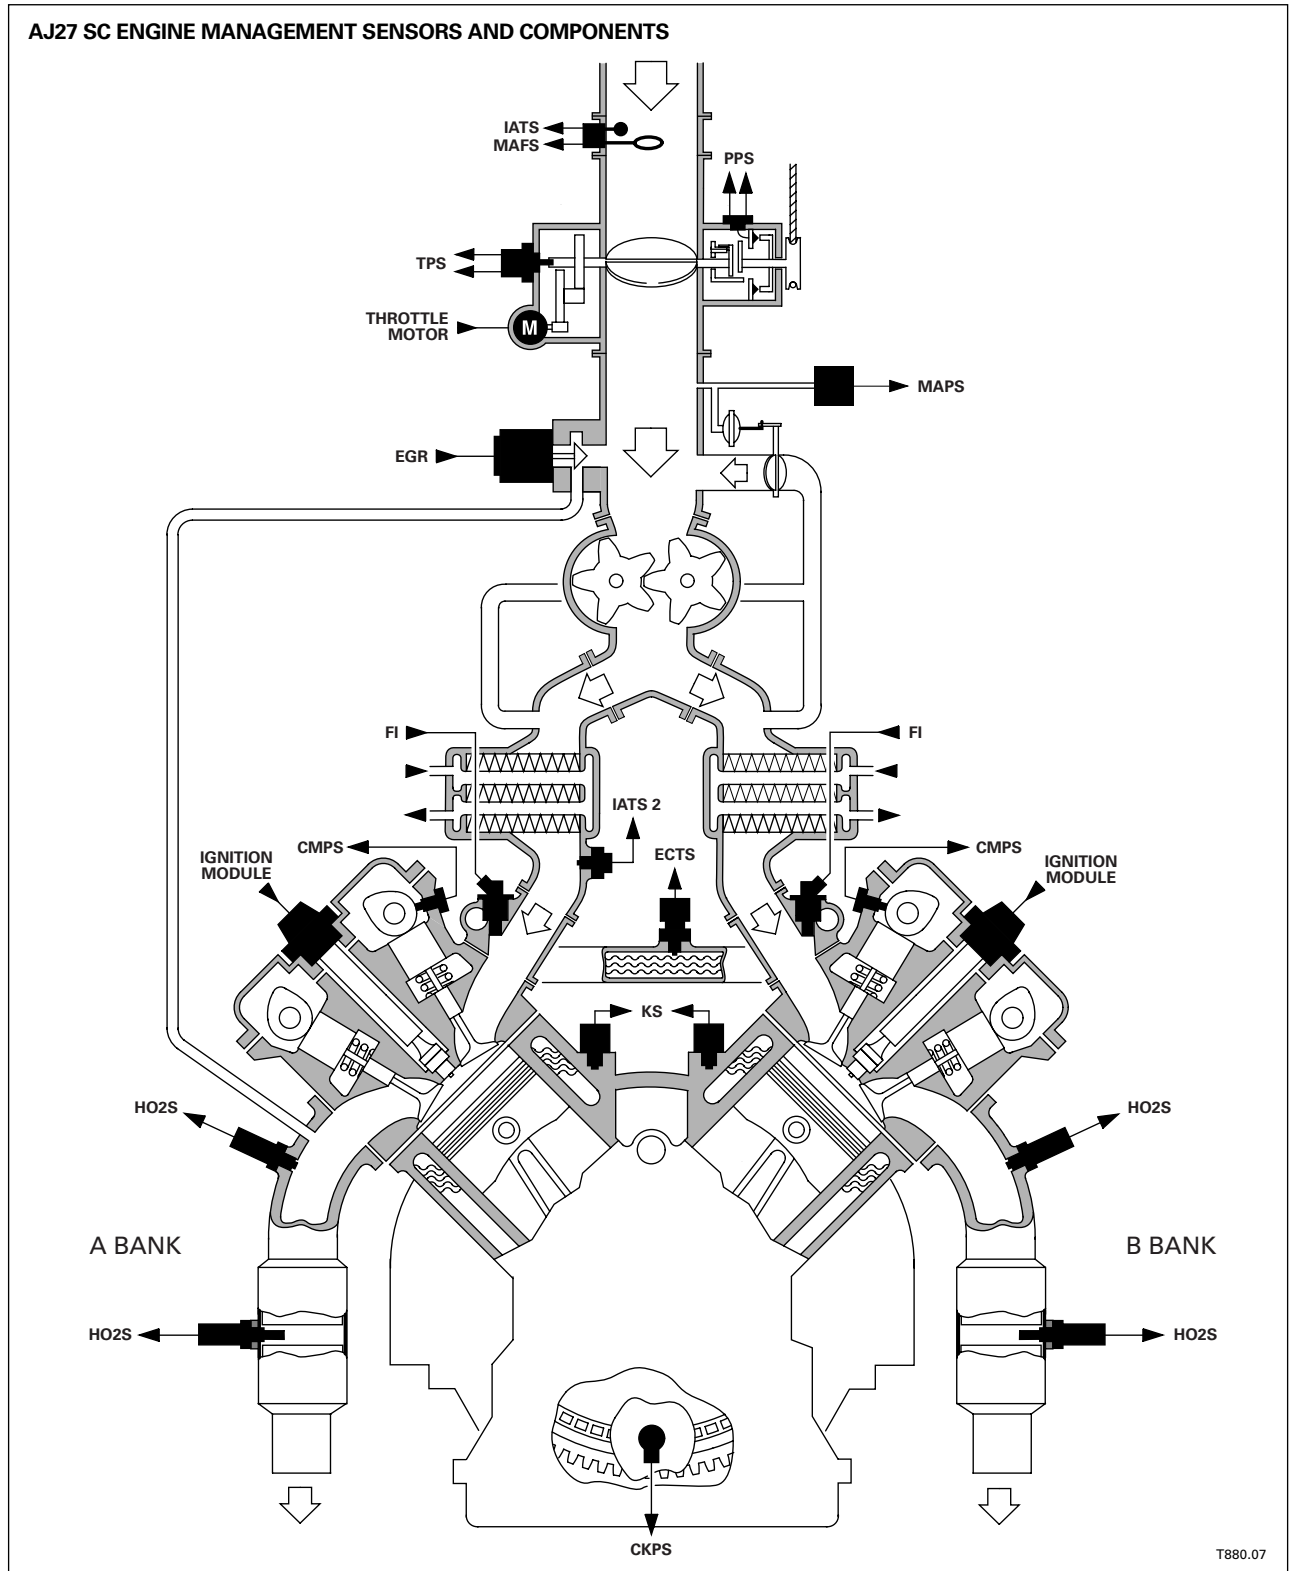 AJ27 SC ENGINE MANAGEMENT SENSORS AND COMPONENTS
IATS
MAFS
PPS
TPS
THROTTLE
MOTOR
M
MAPS
EGR
FI
FI
IATS 2
CMPS
ECTS
CMPS
IGNITION
MODULE
IGNITION
MODULE
KS
HO2S
HO2S
A BANK
B BANK
HO2S
HO2S
CKPS
T880.07